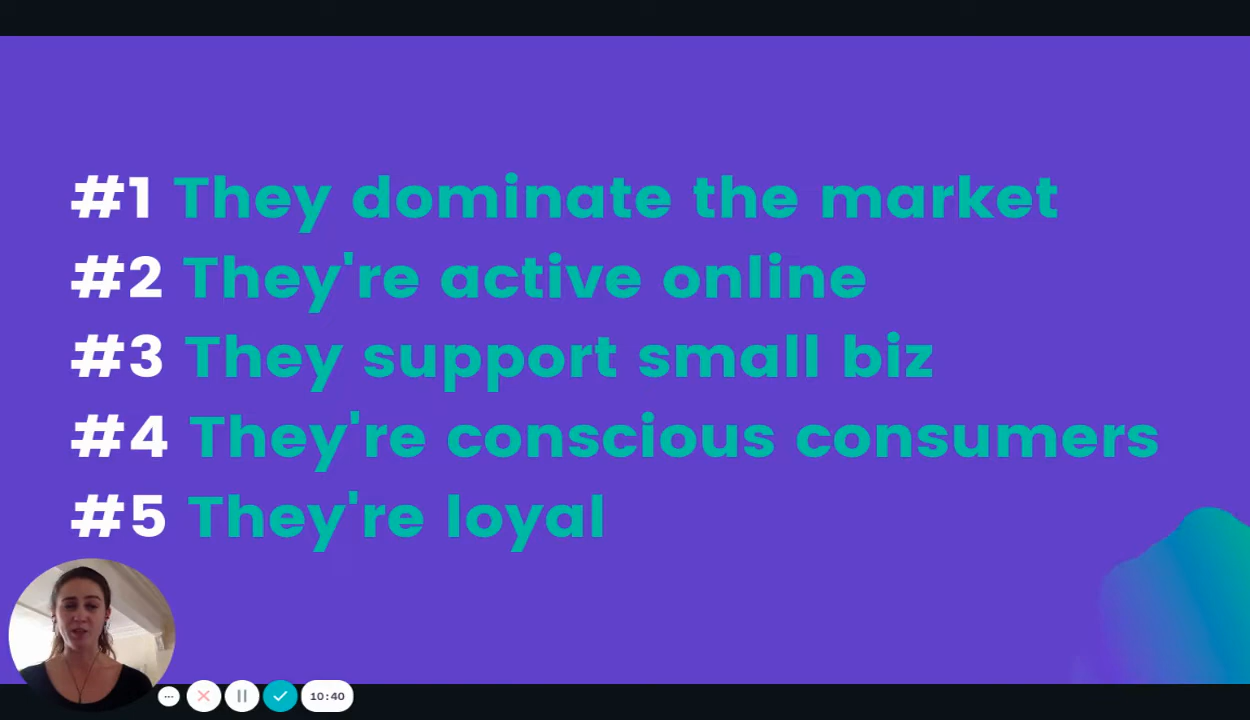 #1 They dominate the market
#2 They're active online
#3 They support small biz
#4 They're conscious consumers
#5 They're loyal
10:40